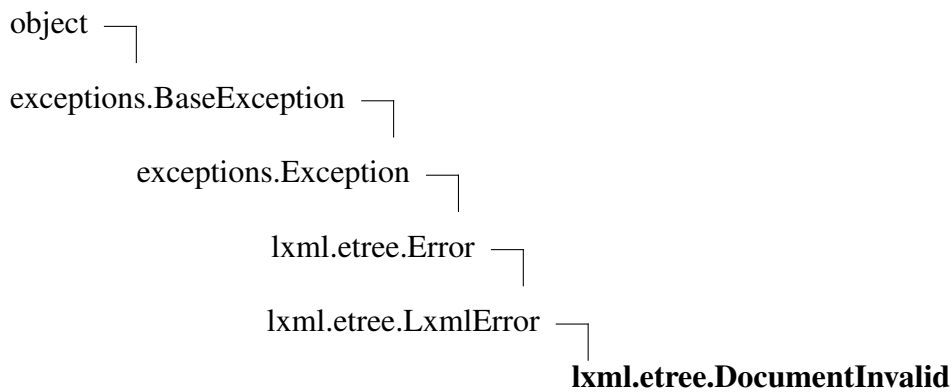 object
exceptions.BaseException
exceptions.Exception
lxml.etree.Error
lxml.etree.LxmlError
lxml.etree.DocumentInvalid